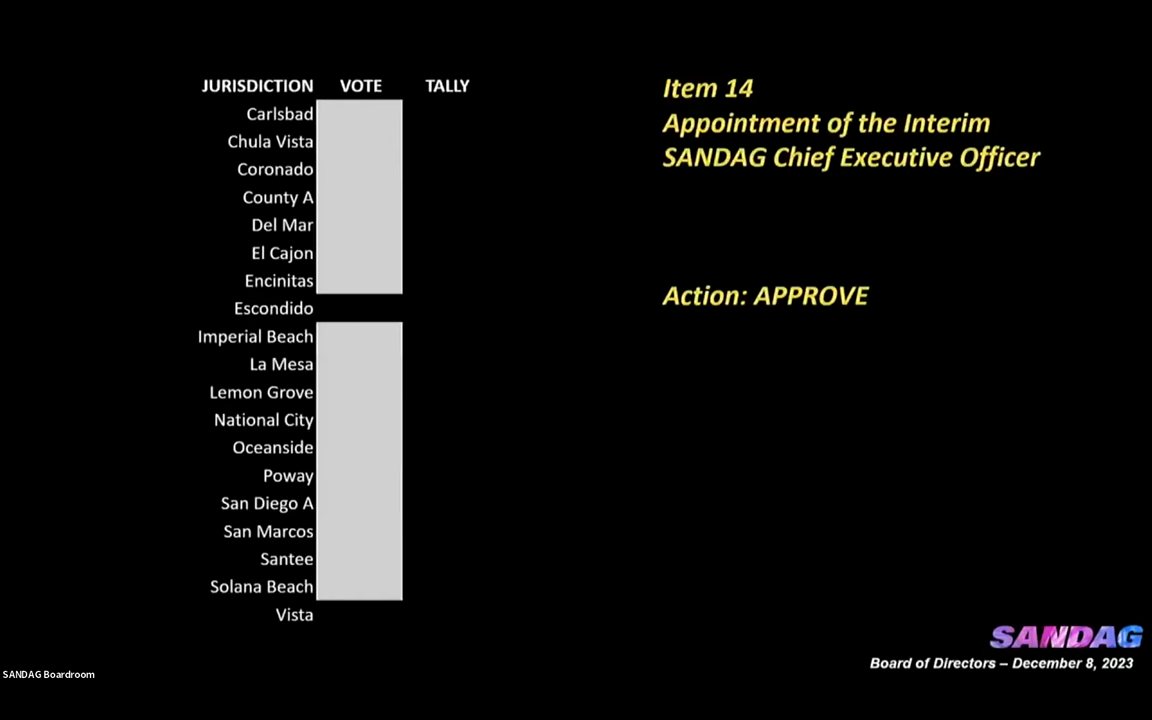 JURISDICTION VOTE TALLY
Carlsbad
Chula Vista
Coronado
County A
Del Mar
El Cajon
Encinitas
Escondido
Imperial Beach
La Mesa
Lemon Grove
National City
Oceanside
Poway
San Diego A
San Marcos
Santee
Solana Beach
Vista
Item 14
Appointment of the Interim
SANDAG Chief Executive Officer
Action: APPROVE
SANDAG
Board of Directors – December 8, 2023
SANDAG Boardroom